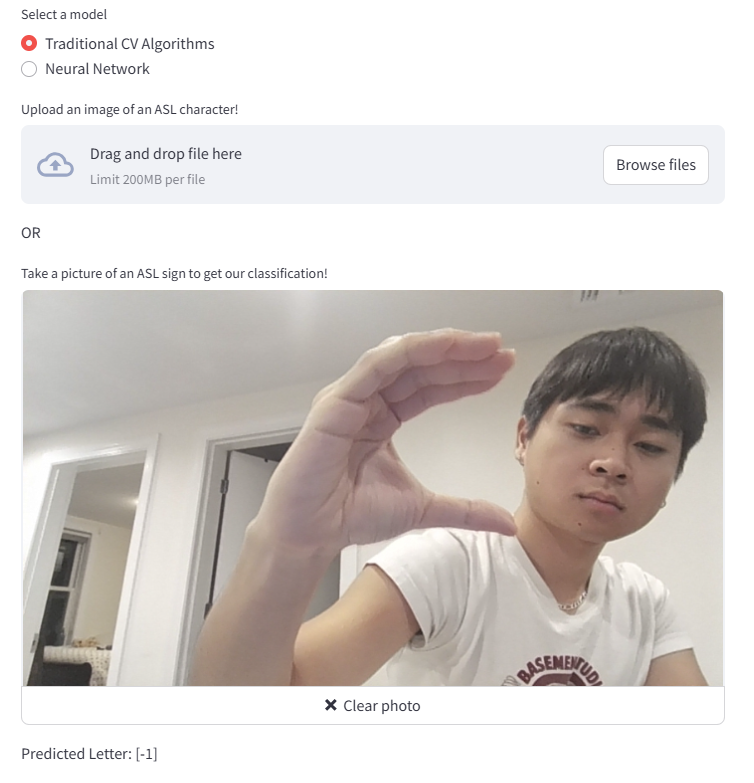 Select a model
Traditional CV Algorithms
Neural Network
Upload an image of an ASL character!
Drag and drop file here
Limit 200MB per file
Browse files
OR
Take a picture of an ASL sign to get our classification!
Clear photo
Predicted Letter: [-1]